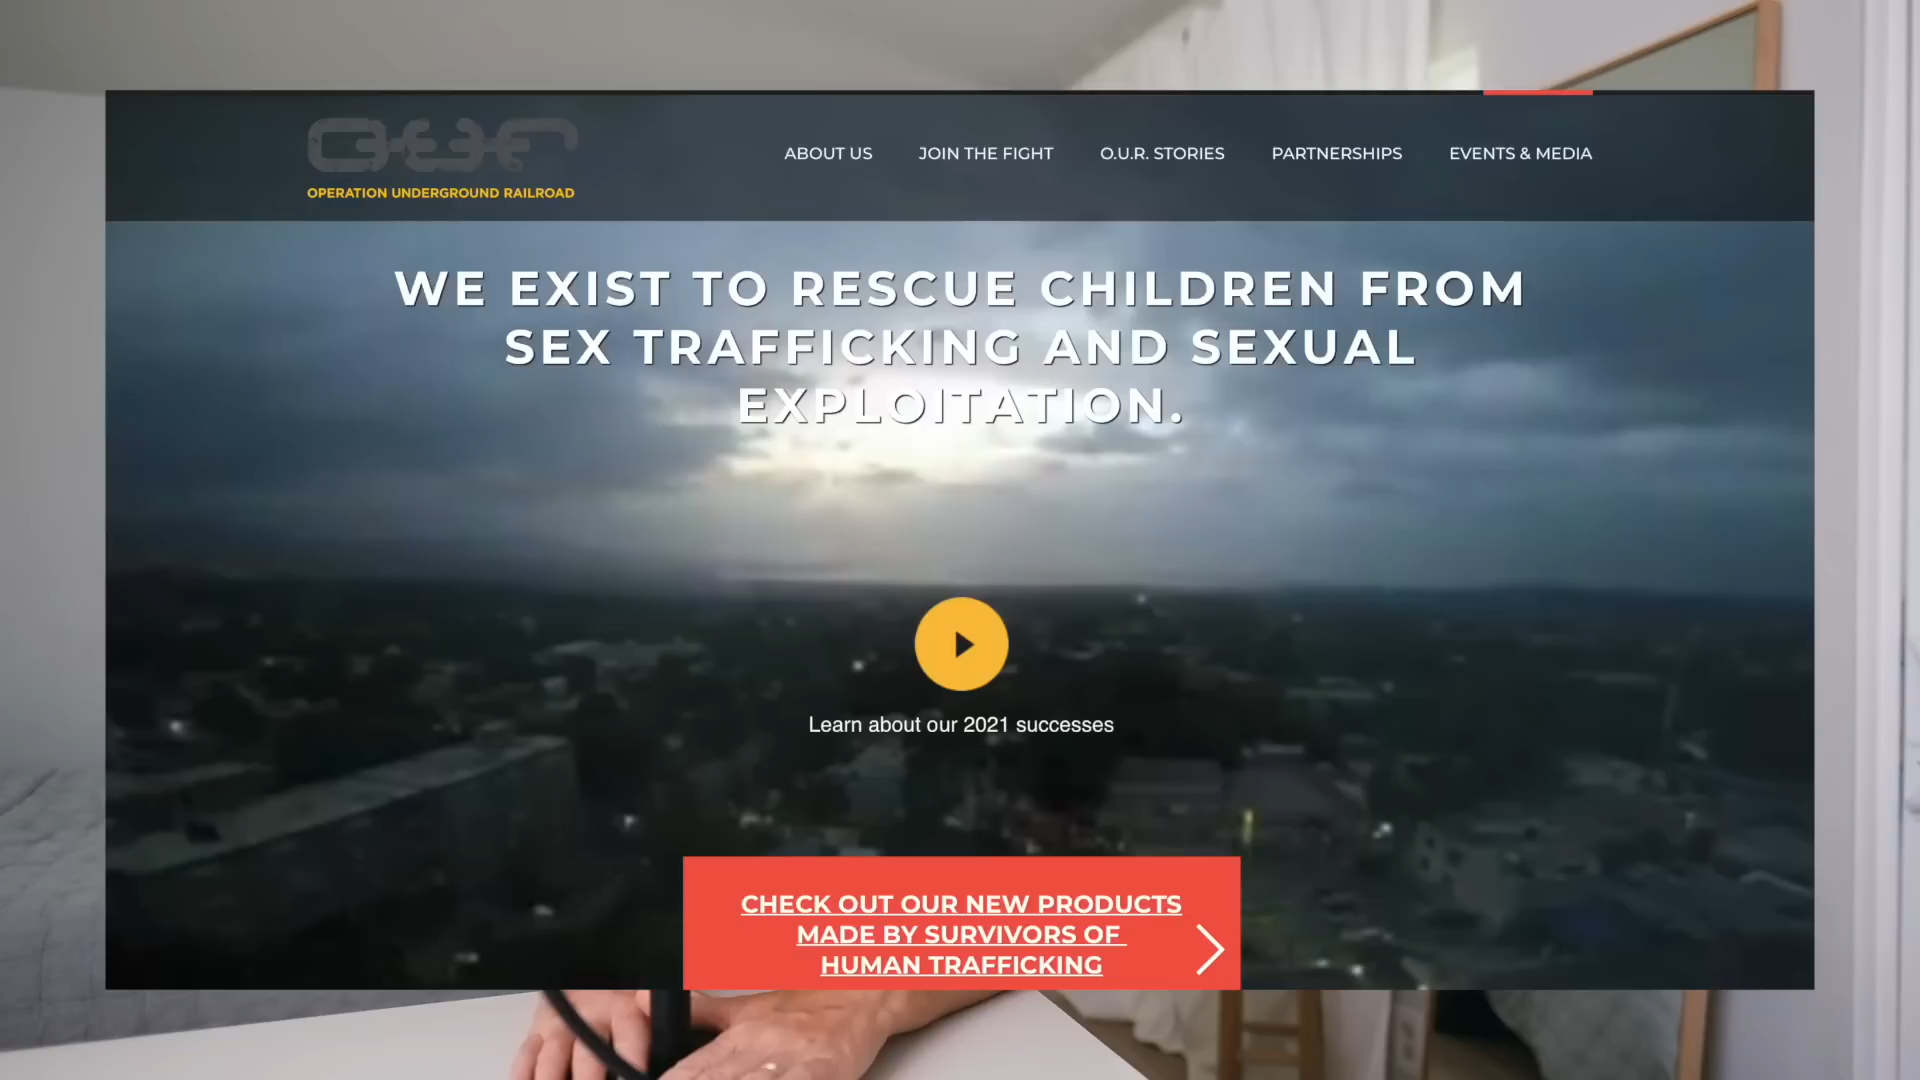 our
OPERATION UNDERGROUND RAILROAD
ABOUT US
JOIN THE FIGHT
O.U.R. STORIES
PARTNERSHIPS
EVENTS & MEDIA
WE EXIST TO RESCUE CHILDREN FROM
SEX TRAFFICKING AND SEXUAL
EXPLOITATION.
Learn about our 2021 successes
CHECK OUT OUR NEW PRODUCTS
MADE BY SURVIVORS OF
HUMAN TRAFFICKING